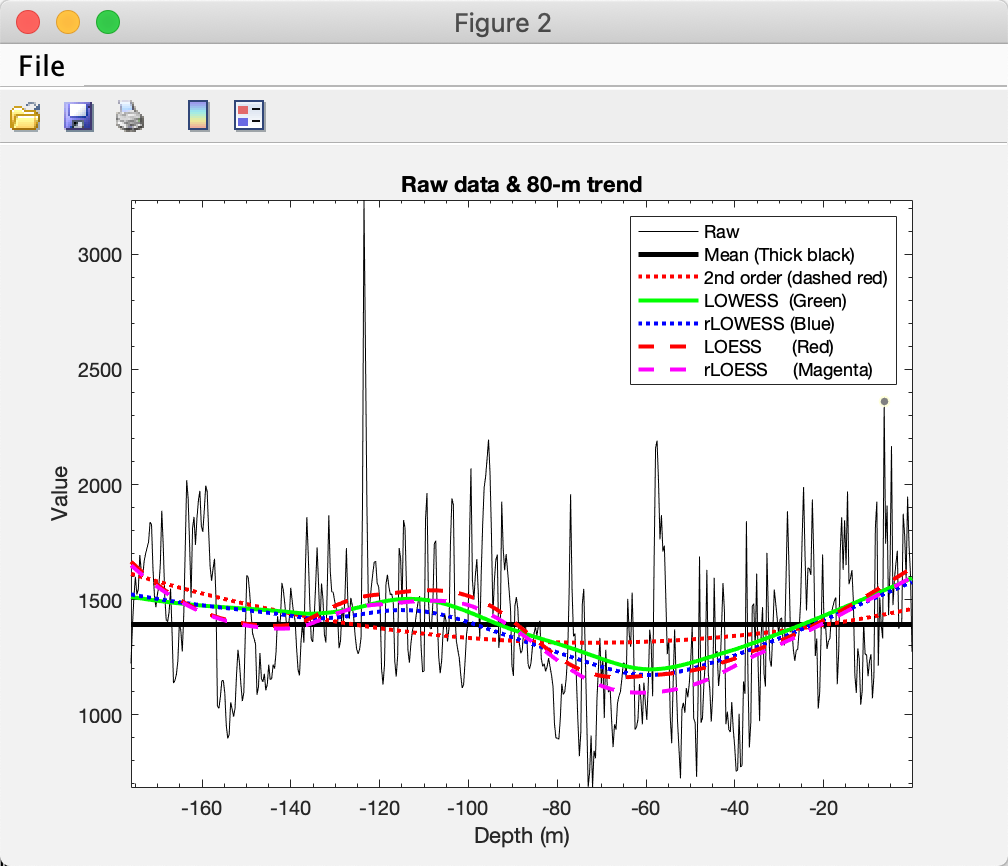 Figure 2
File
Raw data & 80-m trend
Raw
Mean (Thick black)
2nd order (dashed red)
LOWESS (Green)
rLOWESS (Blue)
LOESS (Red)
rLOESS (Magenta)
3000
2500
2000
1500
1000
Value
-160 -140 -120 -100 -80 -60 -40 -20
Depth (m)